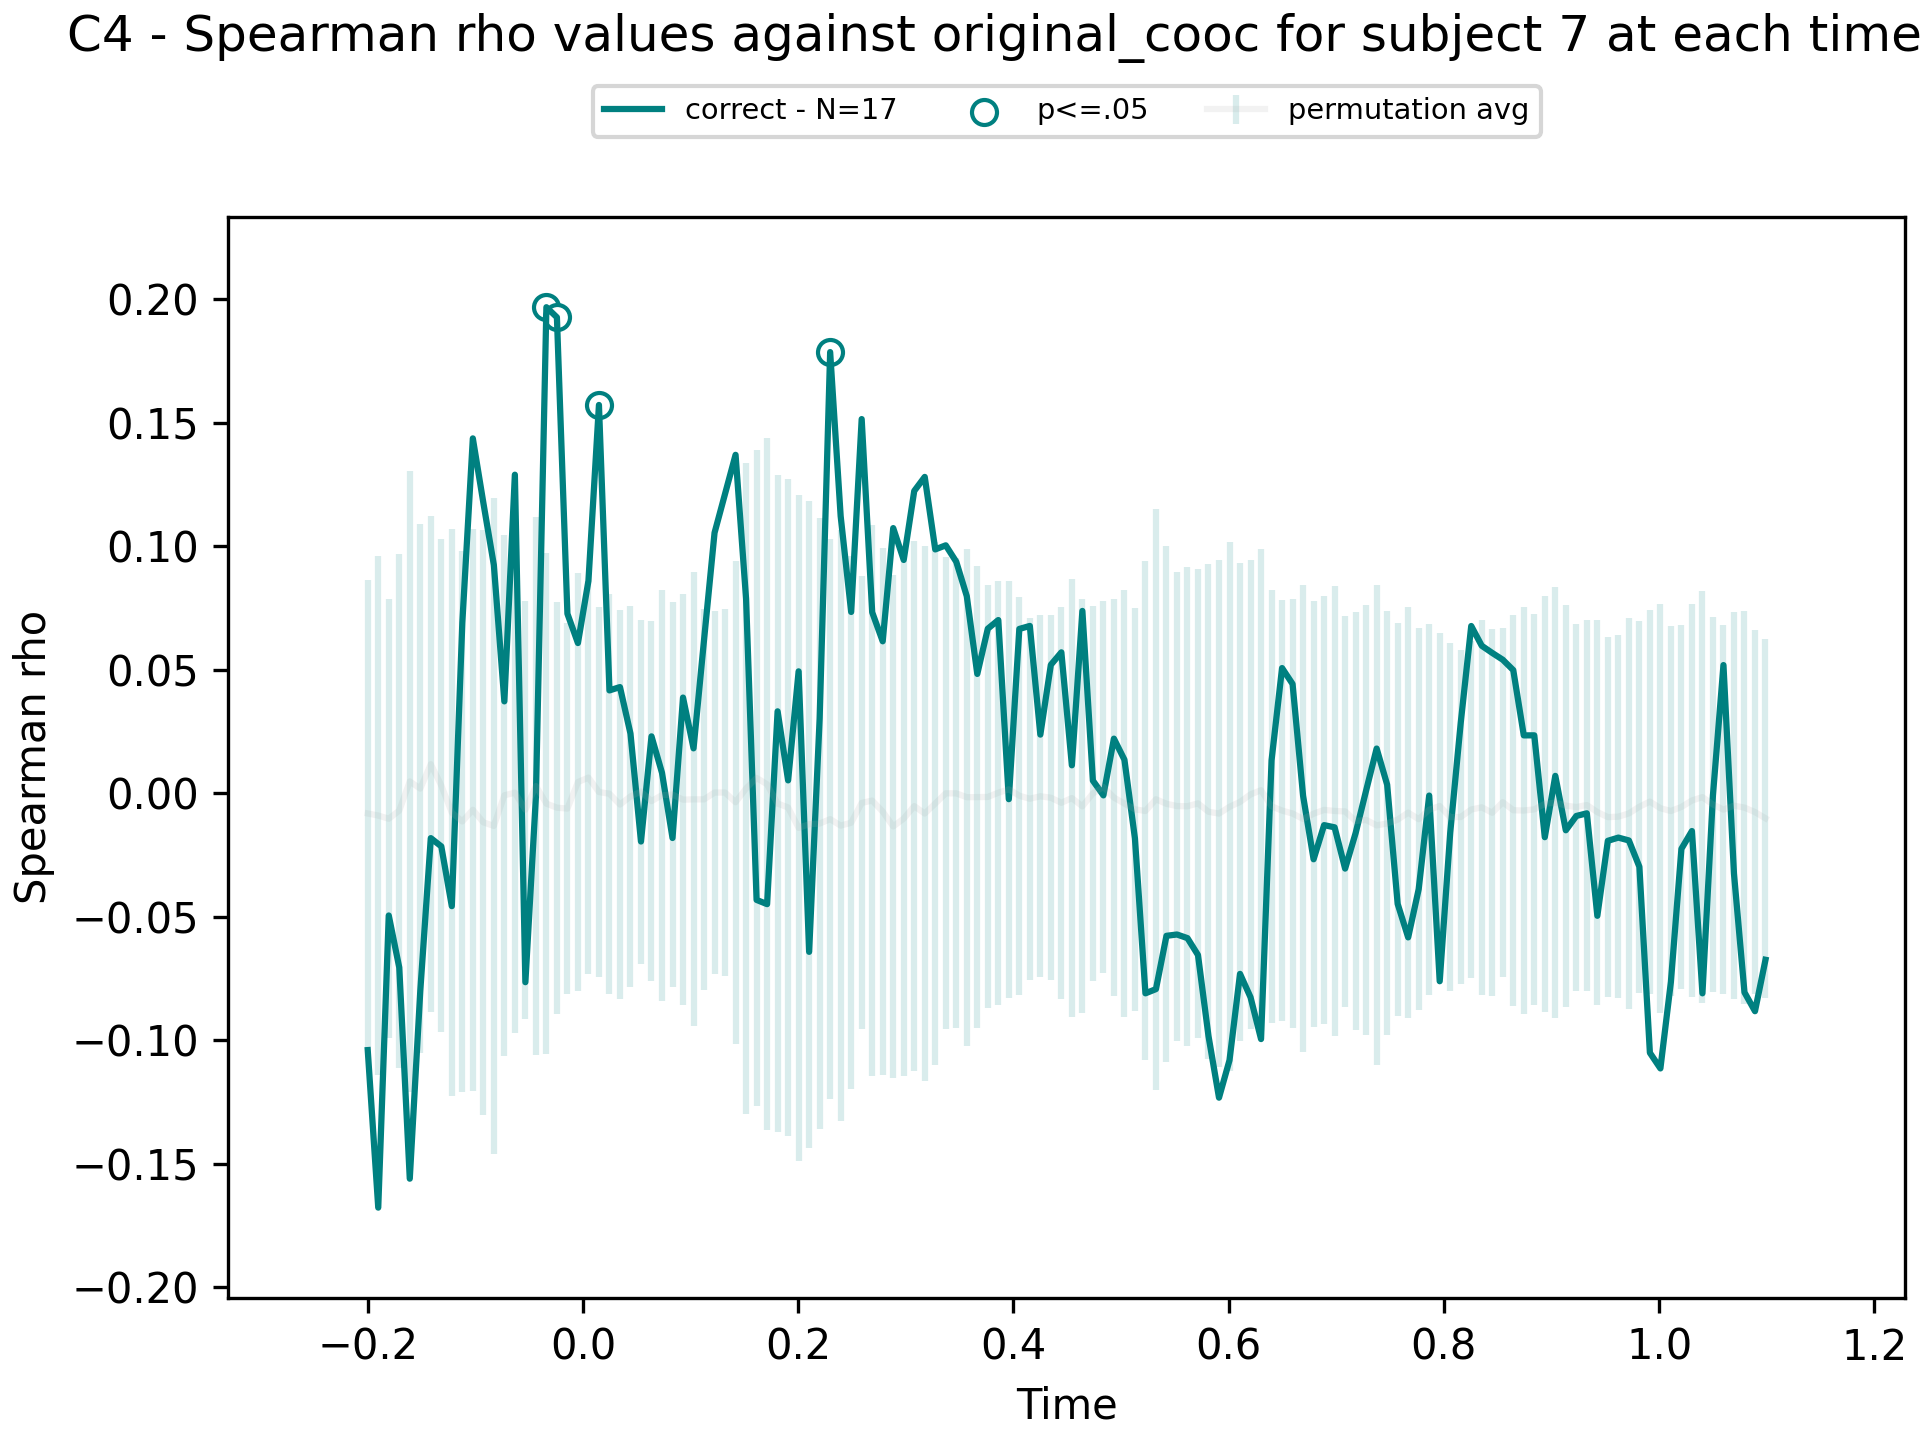 C4 - Spearman rho values against original_cooc for subject 7 at each time
correct - N=17 p<=.05 permutation avg
0.20
0.15
0.10
0.05
0.00
−0.05
−0.10
−0.15
−0.20
Spearman rho
−0.2 0.0 0.2 0.4 0.6 0.8 1.0 1.2
Time